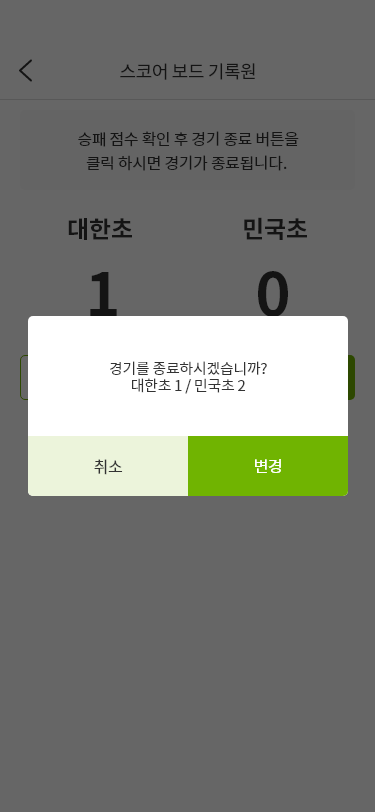 스코어 보드 기록원
승패 점수 확인 후 경기 종료 버튼을
클릭 하시면 경기가 종료됩니다.
대한초 민국초
1 0
경기를 종료하시겠습니까?
대한초 1 / 민국초 2
취소 변경